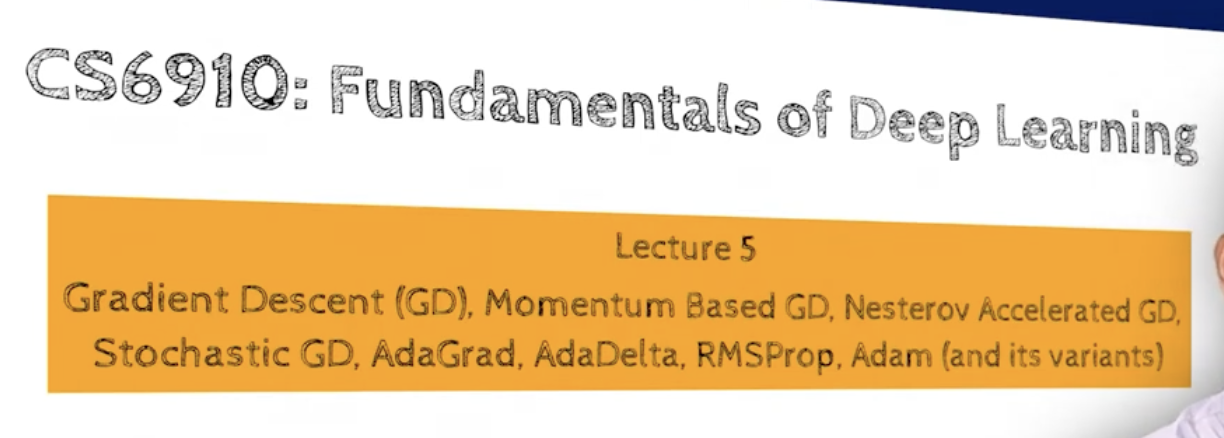 CS6910: Fundamentals of Deep Learning
Lecture 5
Gradient Descent (GD), Momentum Based GD, Nesterov Accelerated GD,
Stochastic GD, AdaGrad, AdaDelta, RMSProp, Adam (and its variants)